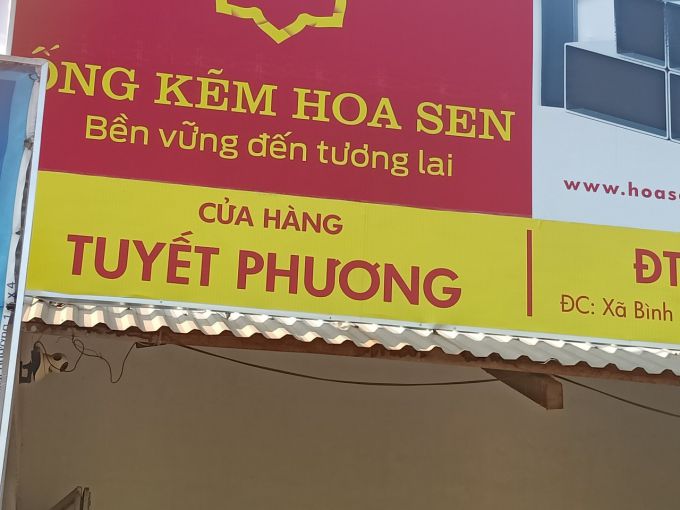 ỐNG KẼM HOA SEN
Bền vững đến tương lai
www.hoas
CỬA HÀNG
TUYẾT PHƯƠNG
ĐT
ĐC: Xã Bình